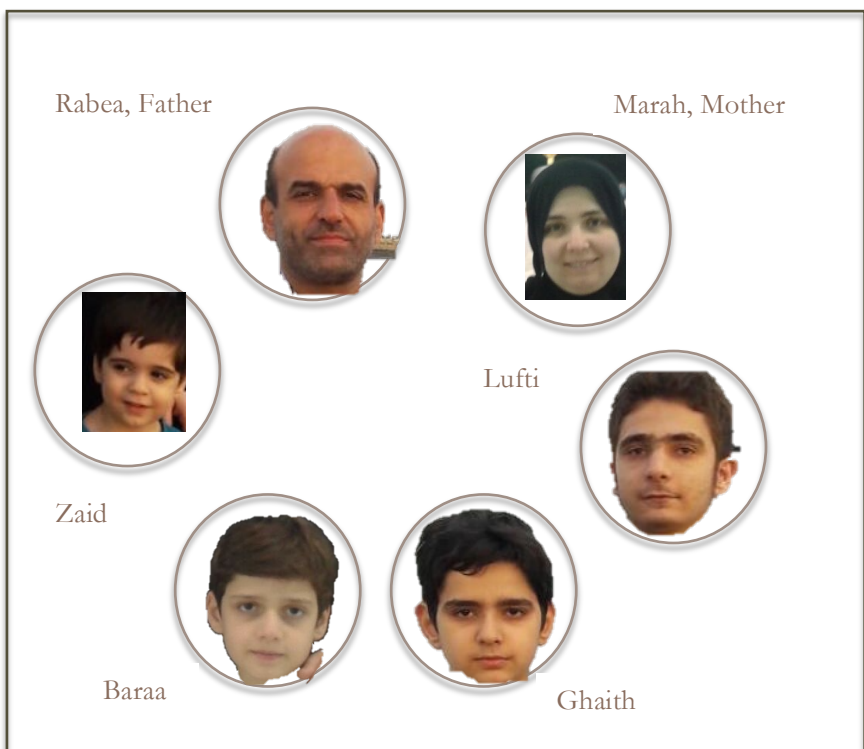 Rabea, Father
Marah, Mother
Lufti
Zaid
Baraa
Ghaith